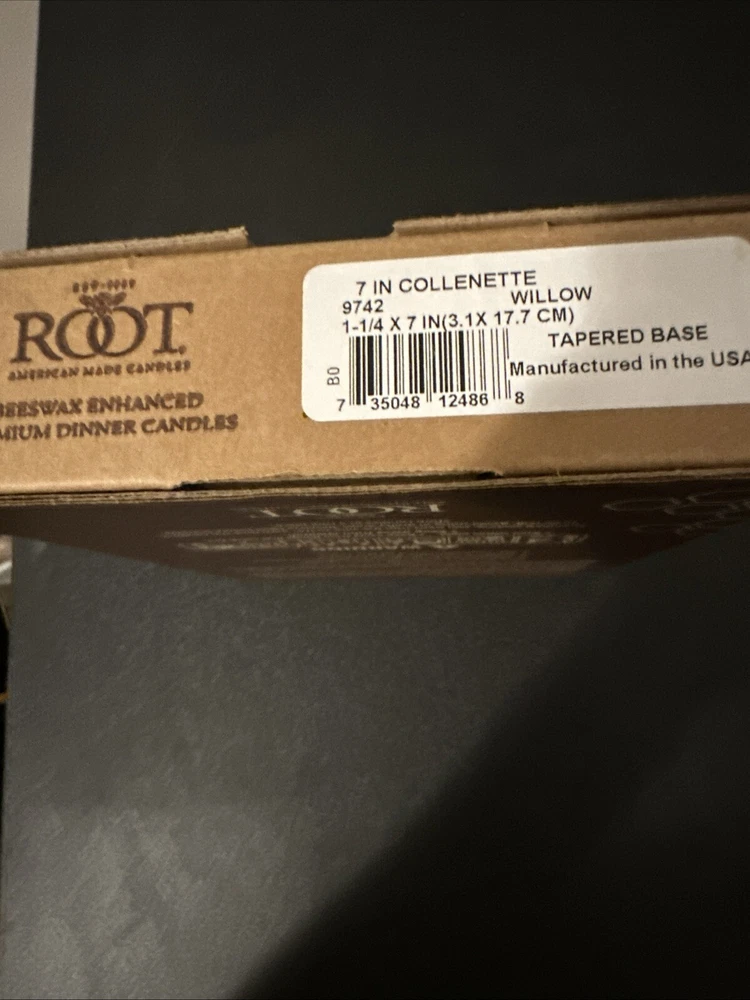 ROOT
AMERICAN MADE CANDLES
BEESWAX ENHANCED
MIUM DINNER CANDLES
7 IN COLLENETTE
9742 WILLOW
1-1/4 X 7 IN(3.1X 17.7 CM)
TAPERED BASE
Manufactured in the USA
B0
7 35048 12486 8
ROOT